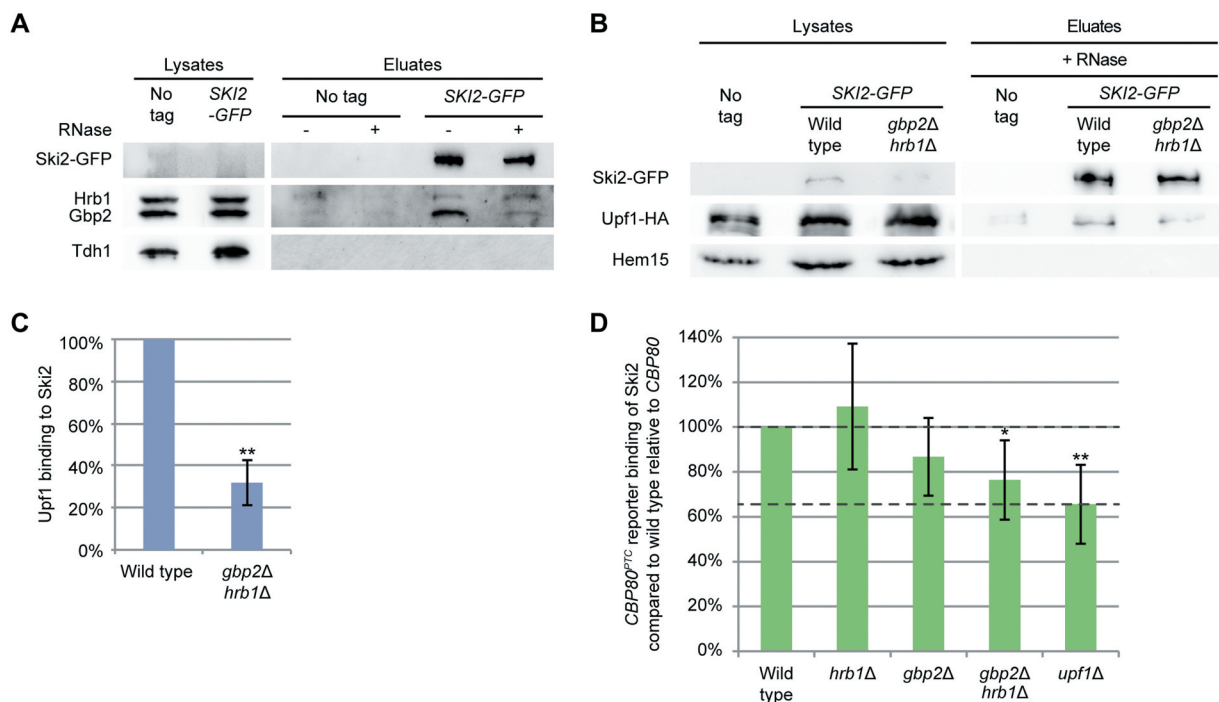 A
Lysates
Eluates
No tag
SKI2 -GFP
No tag
SKI2-GFP
RNase - + - +
Ski2-GFP
Hrb1
Gbp2
Tdh1
B
Lysates
Eluates
+ RNase
No tag
SKI2-GFP
Wild type
gbp2Δ hrb1Δ
No tag
SKI2-GFP
Wild type
gbp2Δ hrb1Δ
Ski2-GFP
Upf1-HA
Hem15
C
Upf1 binding to Ski2
100%
80%
60%
40%
20%
0%
**
Wild type
gbp2Δ
hrb1Δ
D
CBP80PTC reporter binding of Ski2
compared to wild type relative to CBP80
140%
120%
100%
80%
60%
40%
20%
0%
*
**
Wild
type
hrb1Δ
gbp2Δ
gbp2Δ
hrb1Δ
upf1Δ